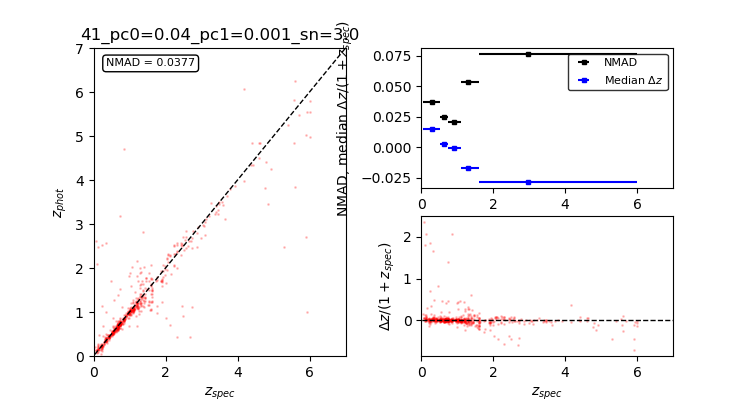 41_pc0=0.04_pc1=0.001_sn=3.0
NMAD = 0.0377
7
6
5
4
3
2
1
0
z_phot
0 2 4 6
z_spec
NMAD, median Δz/(1 + z_spec)
0.075
0.050
0.025
0.000
−0.025
NMAD
Median Δz
0 2 4 6
Δz/(1 + z_spec)
2
1
0
0 2 4 6
z_spec